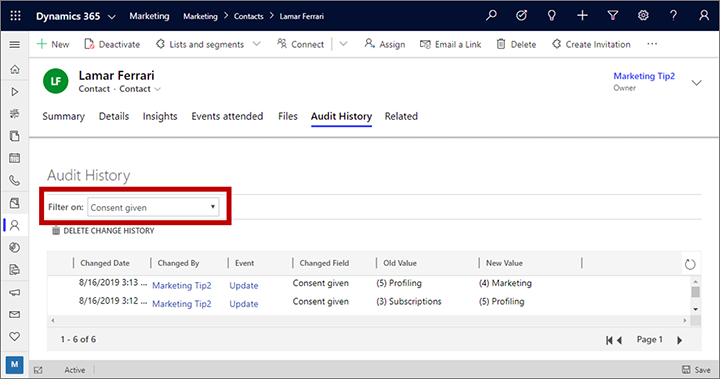 Dynamics 365 Marketing Marketing > Contacts > Lamar Ferrari
+ New Deactivate Lists and segments Connect Assign Email a Link Delete Create Invitation ...
LF
Lamar Ferrari
Contact · Contact
Marketing Tip2
Owner
Summary Details Insights Events attended Files Audit History Related
Audit History
Filter on: Consent given
DELETE CHANGE HISTORY
Changed Date Changed By Event Changed Field Old Value New Value
8/16/2019 3:13 ... Marketing Tip2 Update Consent given (5) Profiling (4) Marketing
8/16/2019 3:12 ... Marketing Tip2 Update Consent given (3) Subscriptions (5) Profiling
1 - 6 of 6 Page 1
M
Active Save